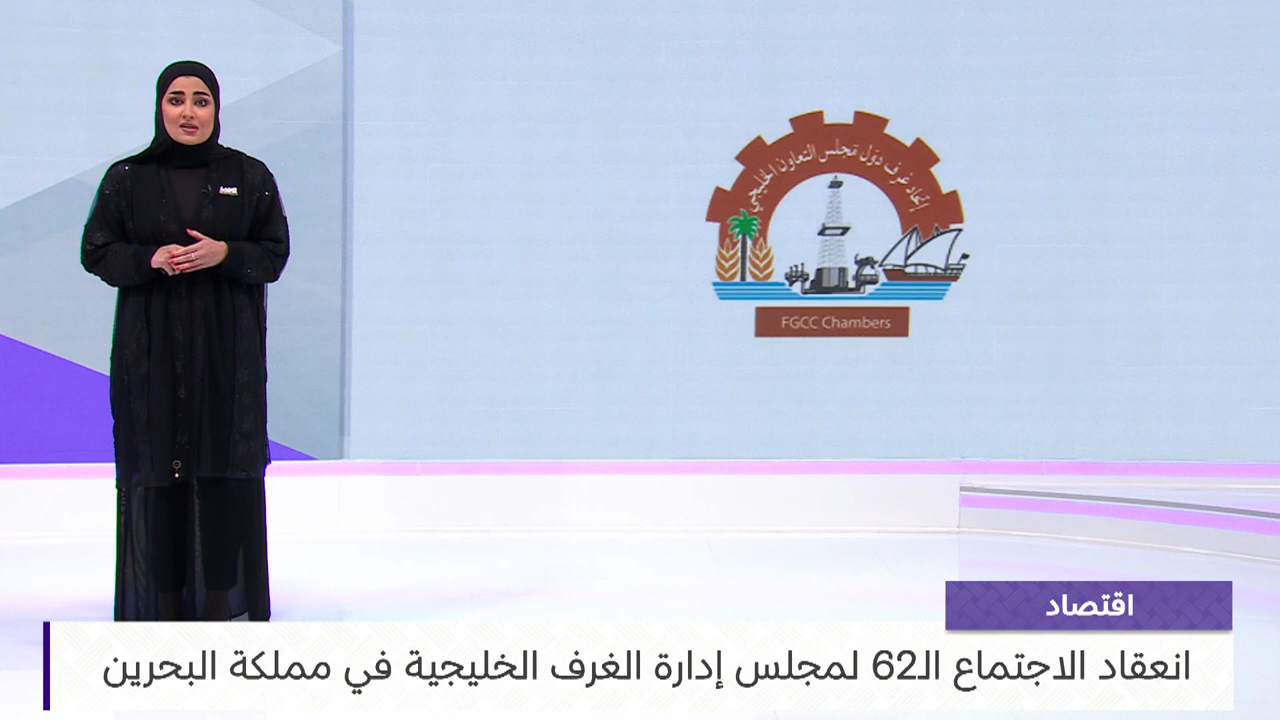 اتحاد غرف دول مجلس التعاون الخليجي
FGCC Chambers
اقتصاد
انعقاد الاجتماع الـ62 لمجلس إدارة الغرف الخليجية في مملكة البحرين